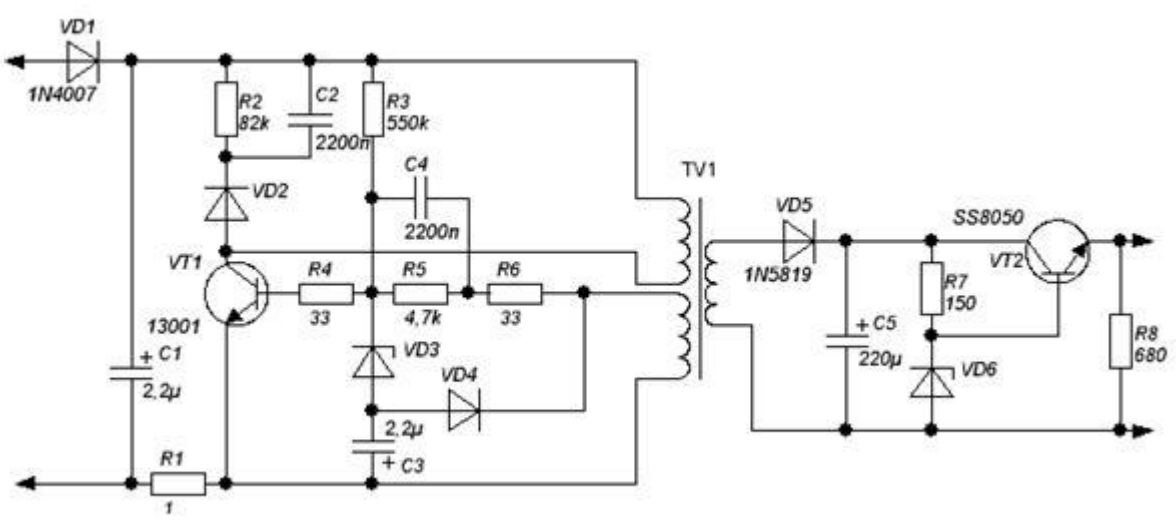 VD1
1N4007
R2
82k
C2
2200n
R3
550k
VD2
C4
2200n
TV1
VD5
1N5819
SS8050
VT2
VT1
13001
R4
33
R5
4,7k
R6
33
R7
150
+ C5
220µ
R8
680
VD3
VD4
VD6
+ C1
2,2µ
2,2µ
+ C3
R1
1